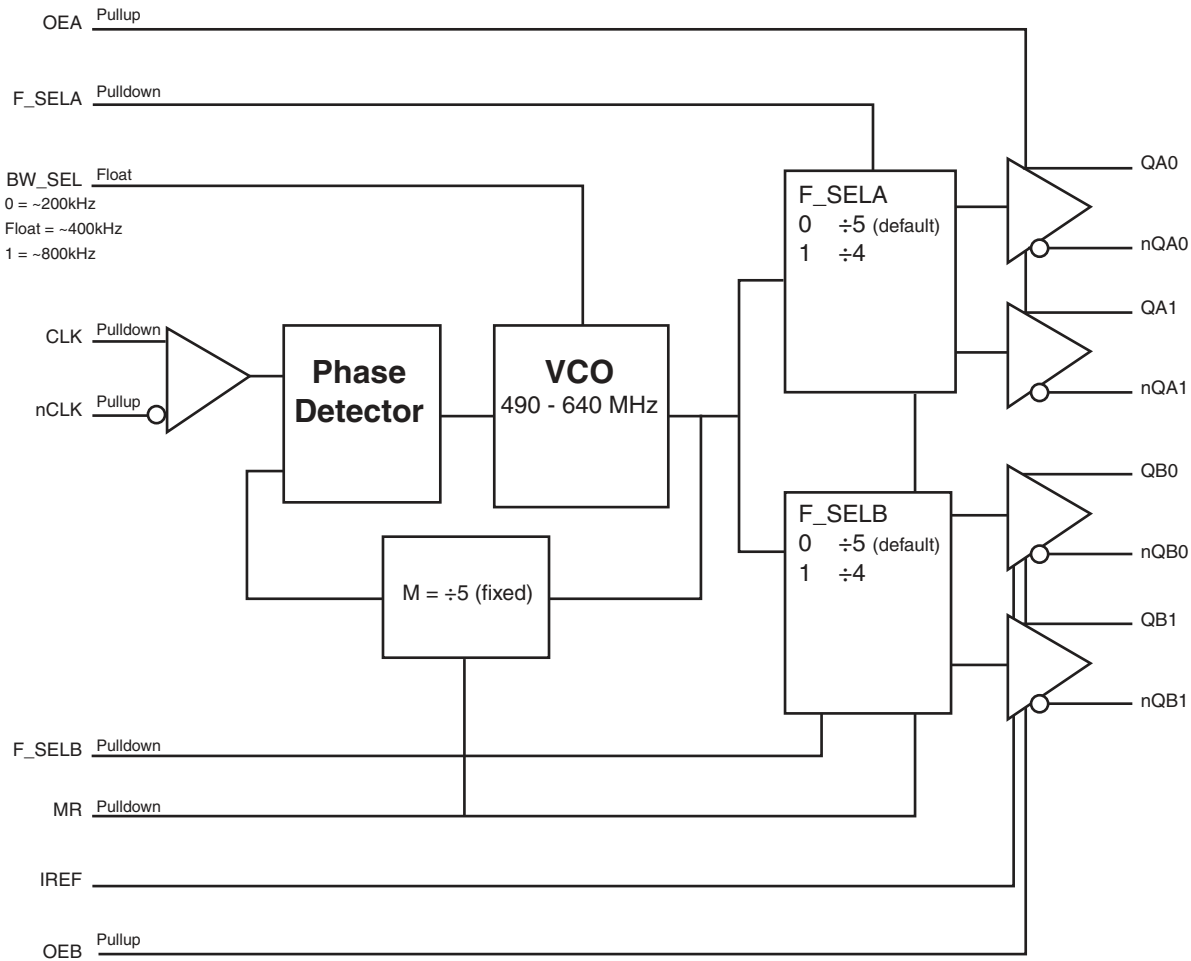 OEA Pullup
F_SELA Pulldown
BW_SEL Float
0 = ~200kHz
Float = ~400kHz
1 = ~800kHz
CLK Pulldown
nCLK Pullup
Phase
Detector
VCO
490 - 640 MHz
M = ÷5 (fixed)
F_SELA
0 ÷5 (default)
1 ÷4
F_SELB
0 ÷5 (default)
1 ÷4
QA0
nQA0
QA1
nQA1
QB0
nQB0
QB1
nQB1
F_SELB Pulldown
MR Pulldown
IREF
OEB Pullup